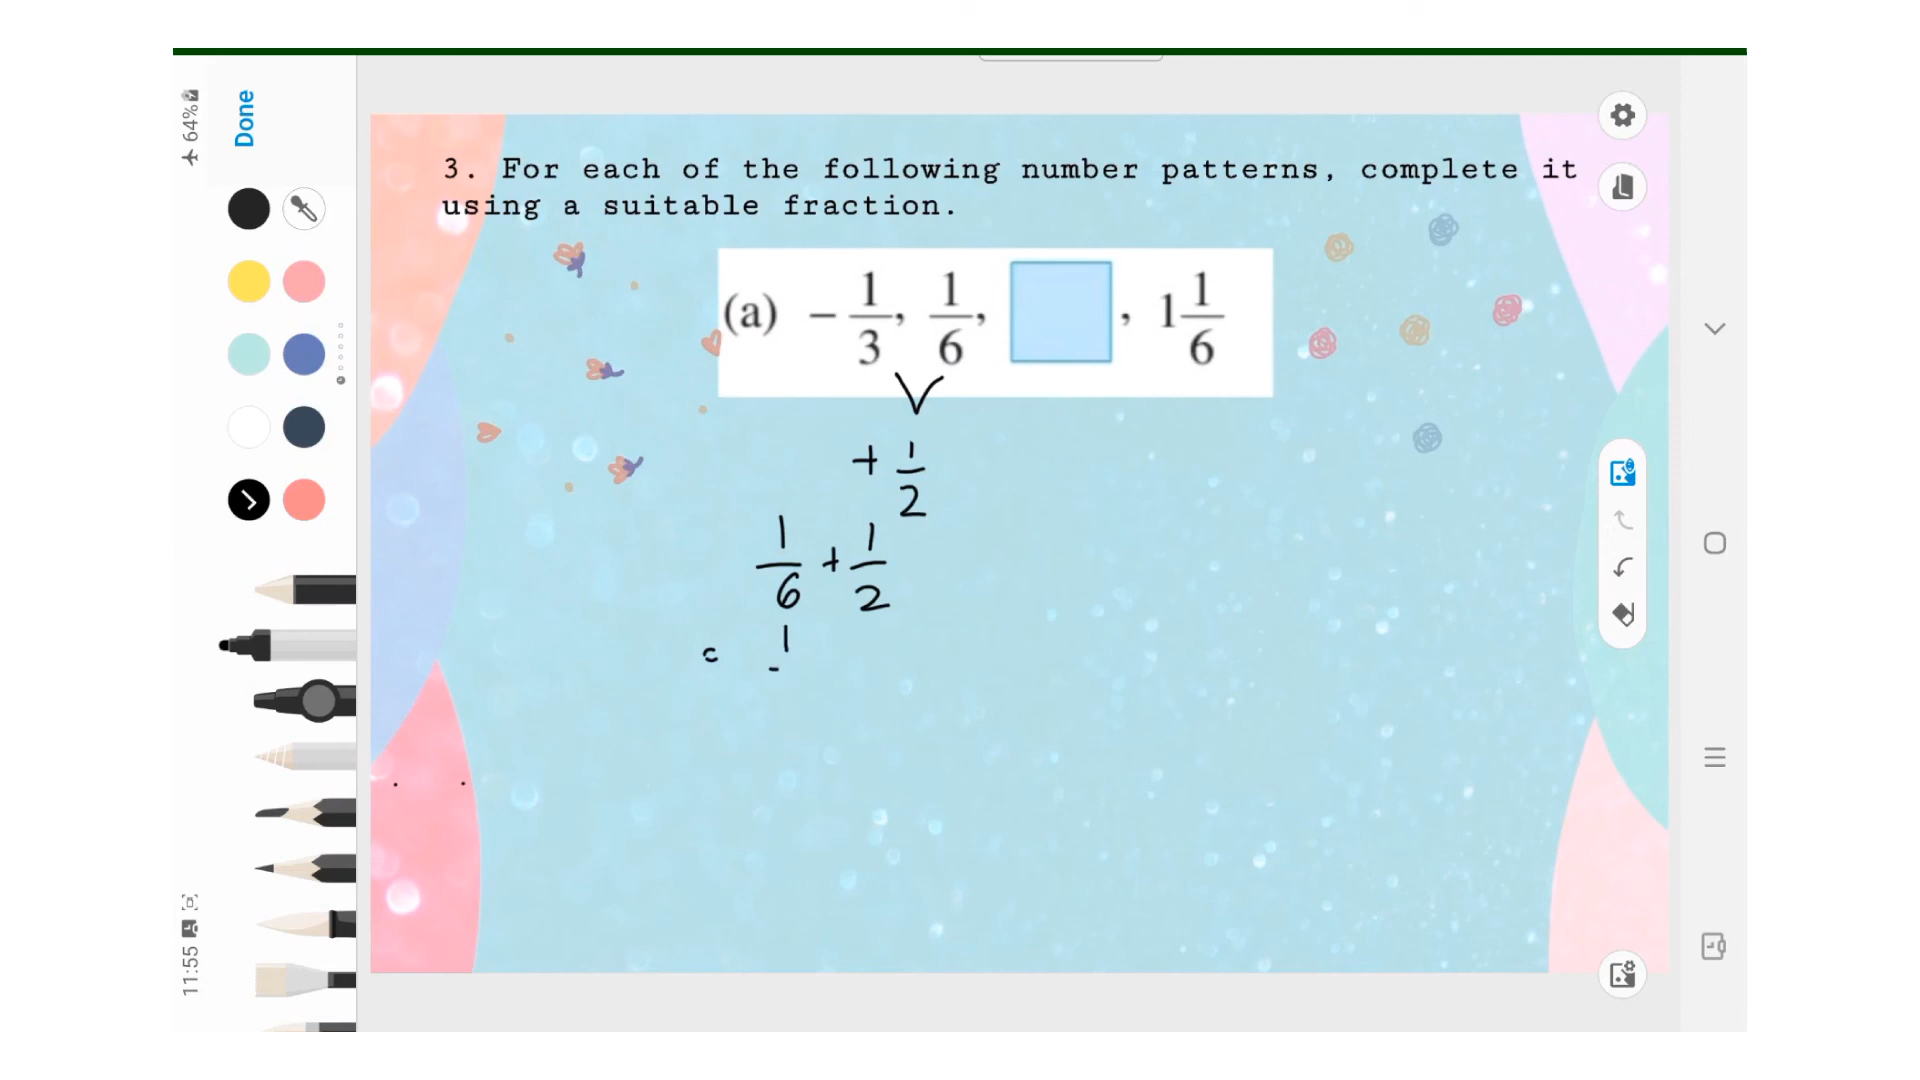 64%
Done
3. For each of the following number patterns, complete it
using a suitable fraction.
(a) - 1/3, 1/6, , 1 1/6
+ 1/2
1/6 + 1/2
= 1
11:55